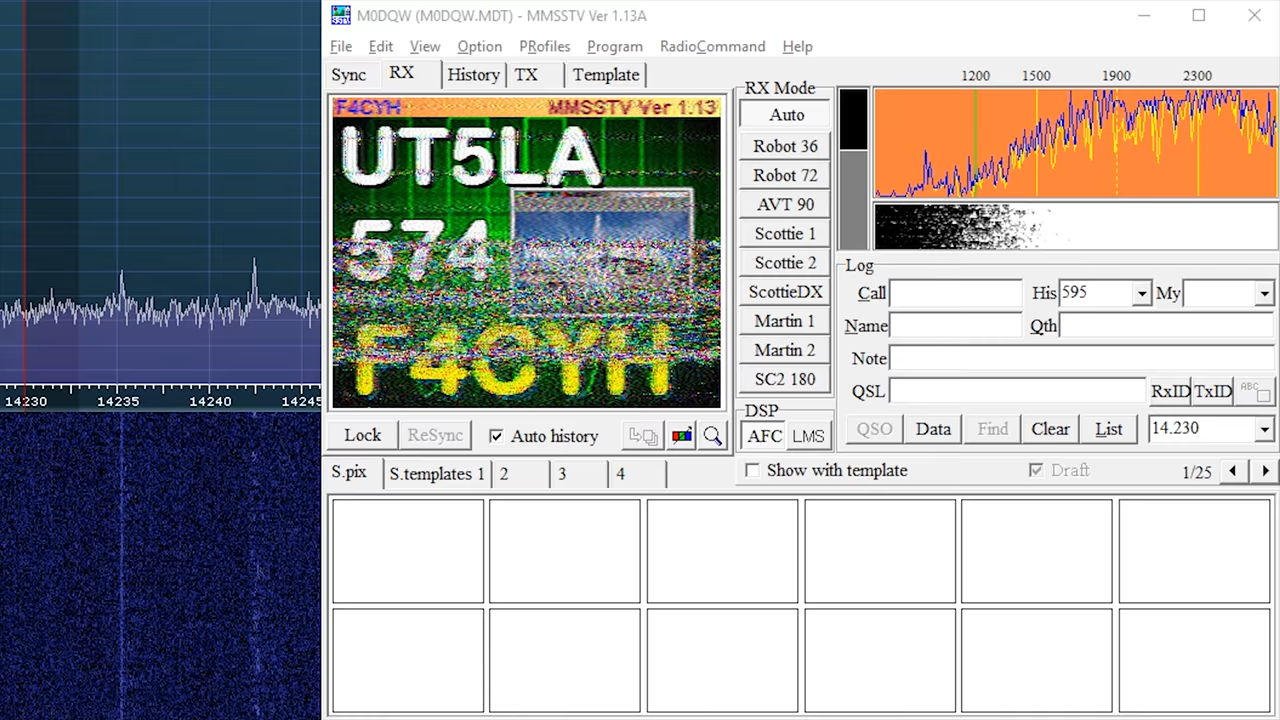 M0DQW (M0DQW.MDT) - MMSSTV Ver 1.13A
File Edit View Option PRofiles Program RadioCommand Help
Sync RX History TX Template
F4CYH MMSSTV Ver 1.13
UT5LA
574
F4CYH
Lock ReSync Auto history
RX Mode
Auto
Robot 36
Robot 72
AVT 90
Scottie 1
Scottie 2
ScottieDX
Martin 1
Martin 2
SC2 180
DSP
AFC LMS
1200 1500 1900 2300
Log
Call His 595 My
Name Qth
Note
QSL RxID TxID ABC
QSO Data Find Clear List 14.230
S.pix S.templates 1 2 3 4
Show with template Draft 1/25
14230 14235 14240 14245